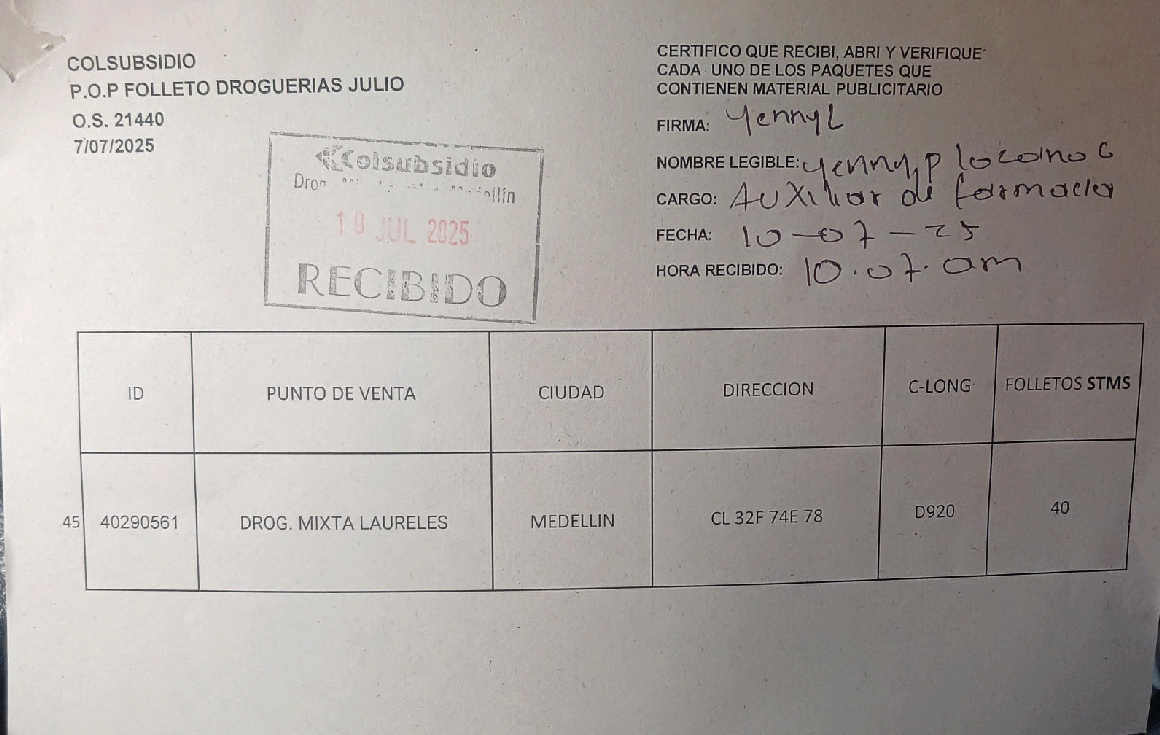 COLSUBSIDIO
P.O.P FOLLETO DROGUERIAS JULIO
O.S. 21440
7/07/2025
CERTIFICO QUE RECIBI, ABRI Y VERIFIQUE
CADA UNO DE LOS PAQUETES QUE
CONTIENEN MATERIAL PUBLICITARIO
FIRMA: Yenny L
NOMBRE LEGIBLE: Yenny P Lozano C
CARGO: Auxiliar de farmacia
FECHA: 10-07-25
HORA RECIBIDO: 10.07.am
Colsubsidio
10 JUL 2025
RECIBIDO
ID PUNTO DE VENTA CIUDAD DIRECCION C-LONG FOLLETOS STMS
45 40290561 DROG. MIXTA LAURELES MEDELLIN CL 32F 74E 78 D920 40